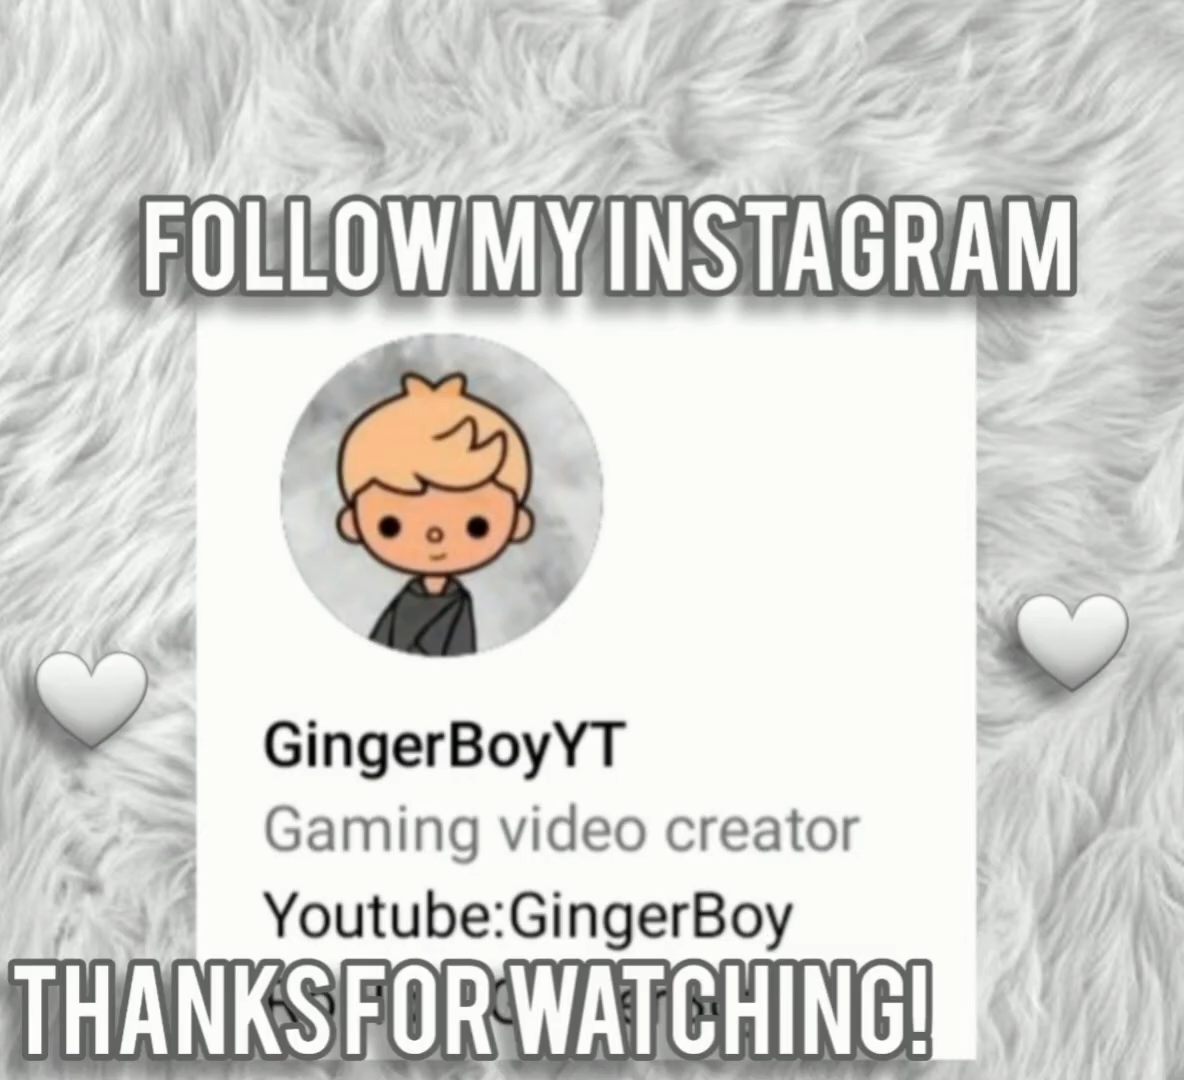 FOLLOW MY INSTAGRAM
GingerBoyYT
Gaming video creator
Youtube:GingerBoy
THANKS FOR WATCHING!